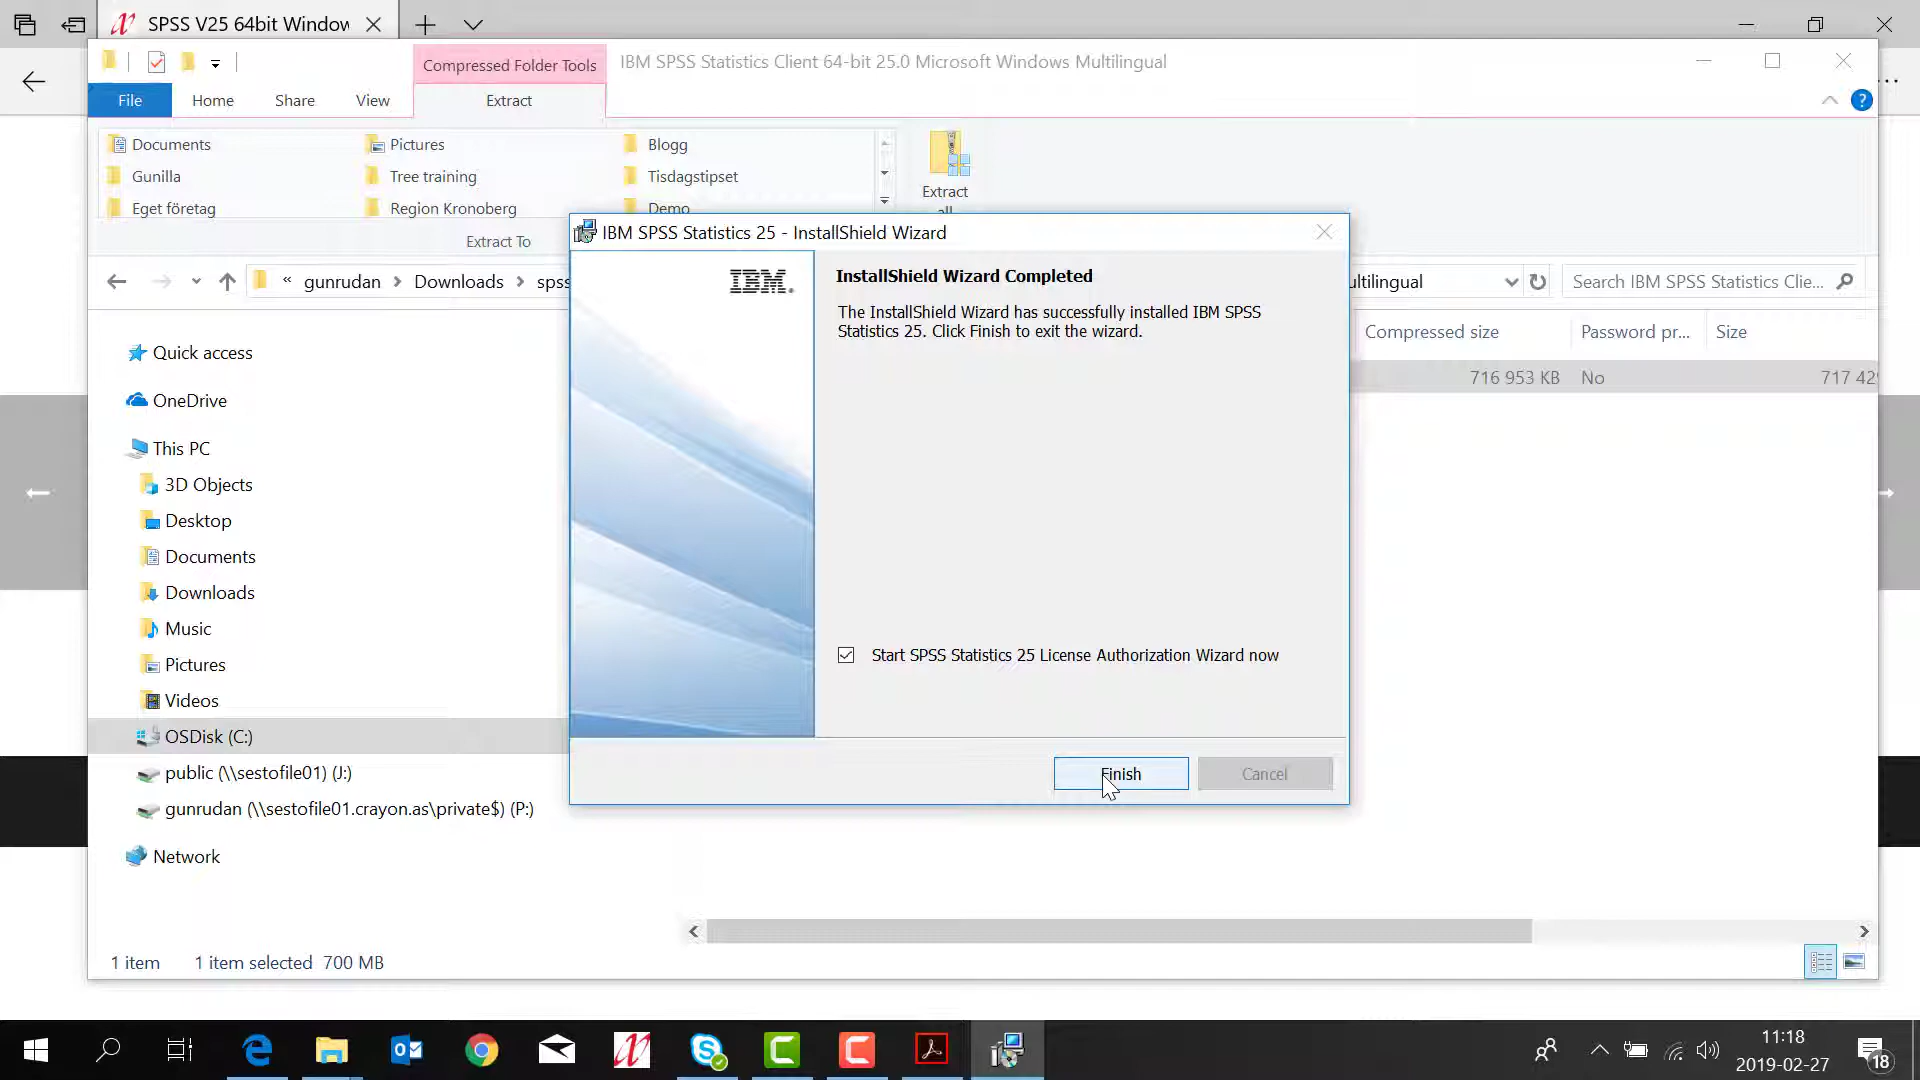 SPSS V25 64bit Window
Compressed Folder Tools
IBM SPSS Statistics Client 64-bit 25.0 Microsoft Windows Multilingual
File
Home
Share
View
Extract
?
Documents
Pictures
Blogg
Gunilla
Tree training
Tisdagstipset
Eget företag
Region Kronoberg
Demo
Extract
all
Extract To
« gunrudan > Downloads > spss
ultilingual
Search IBM SPSS Statistics Clie...
Compressed size
Password pr...
Size
716 953 KB
No
717 42
Quick access
OneDrive
This PC
3D Objects
Desktop
Documents
Downloads
Music
Pictures
Videos
OSDisk (C:)
public (\\sestofile01) (J:)
gunrudan (\\sestofile01.crayon.as\private$) (P:)
Network
IBM SPSS Statistics 25 - InstallShield Wizard
IBM.
InstallShield Wizard Completed
The InstallShield Wizard has successfully installed IBM SPSS
Statistics 25. Click Finish to exit the wizard.
Start SPSS Statistics 25 License Authorization Wizard now
Finish
Cancel
1 item
1 item selected 700 MB
11:18
2019-02-27
18